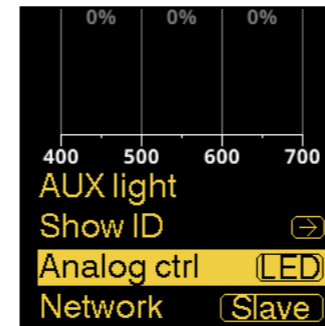 0% 0% 0%
400 500 600 700
AUX light
Show ID
Analog ctrl LED
Network Slave